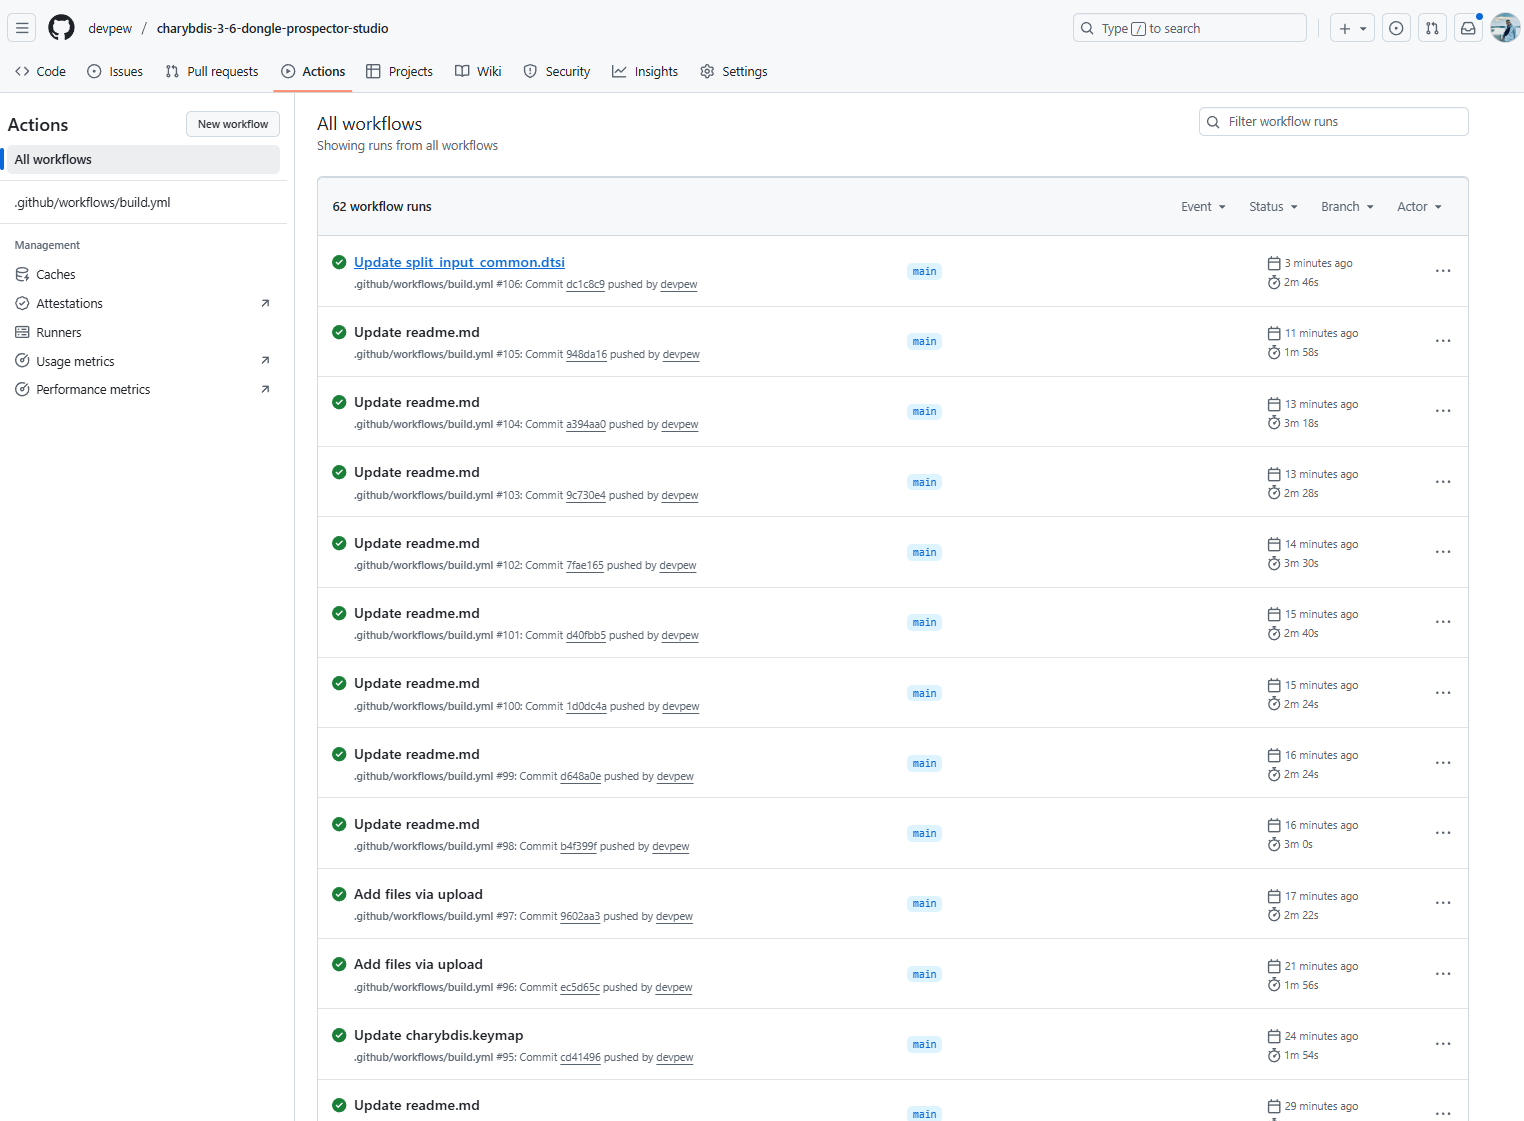 devpew / charybdis-3-6-dongle-prospector-studio
Type / to search
Code
Issues
Pull requests
Actions
Projects
Wiki
Security
Insights
Settings
Actions
New workflow
All workflows
.github/workflows/build.yml
Management
Caches
Attestations
Runners
Usage metrics
Performance metrics
All workflows
Showing runs from all workflows
Filter workflow runs
62 workflow runs
Event
Status
Branch
Actor
Update split_input_common.dtsi
.github/workflows/build.yml #106: Commit dc1c8c9 pushed by devpew
main
3 minutes ago
2m 46s
Update readme.md
.github/workflows/build.yml #105: Commit 948da16 pushed by devpew
main
11 minutes ago
1m 58s
Update readme.md
.github/workflows/build.yml #104: Commit a394aa0 pushed by devpew
main
13 minutes ago
3m 18s
Update readme.md
.github/workflows/build.yml #103: Commit 9c730e4 pushed by devpew
main
13 minutes ago
2m 28s
Update readme.md
.github/workflows/build.yml #102: Commit 7fae165 pushed by devpew
main
14 minutes ago
3m 30s
Update readme.md
.github/workflows/build.yml #101: Commit d40fbb5 pushed by devpew
main
15 minutes ago
2m 40s
Update readme.md
.github/workflows/build.yml #100: Commit 1d0dc4a pushed by devpew
main
15 minutes ago
2m 24s
Update readme.md
.github/workflows/build.yml #99: Commit d648a0e pushed by devpew
main
16 minutes ago
2m 24s
Update readme.md
.github/workflows/build.yml #98: Commit b4f399f pushed by devpew
main
16 minutes ago
3m 0s
Add files via upload
.github/workflows/build.yml #97: Commit 9602aa3 pushed by devpew
main
17 minutes ago
2m 22s
Add files via upload
.github/workflows/build.yml #96: Commit ec5d65c pushed by devpew
main
21 minutes ago
1m 56s
Update charybdis.keymap
.github/workflows/build.yml #95: Commit cd41496 pushed by devpew
main
24 minutes ago
1m 54s
Update readme.md
main
29 minutes ago